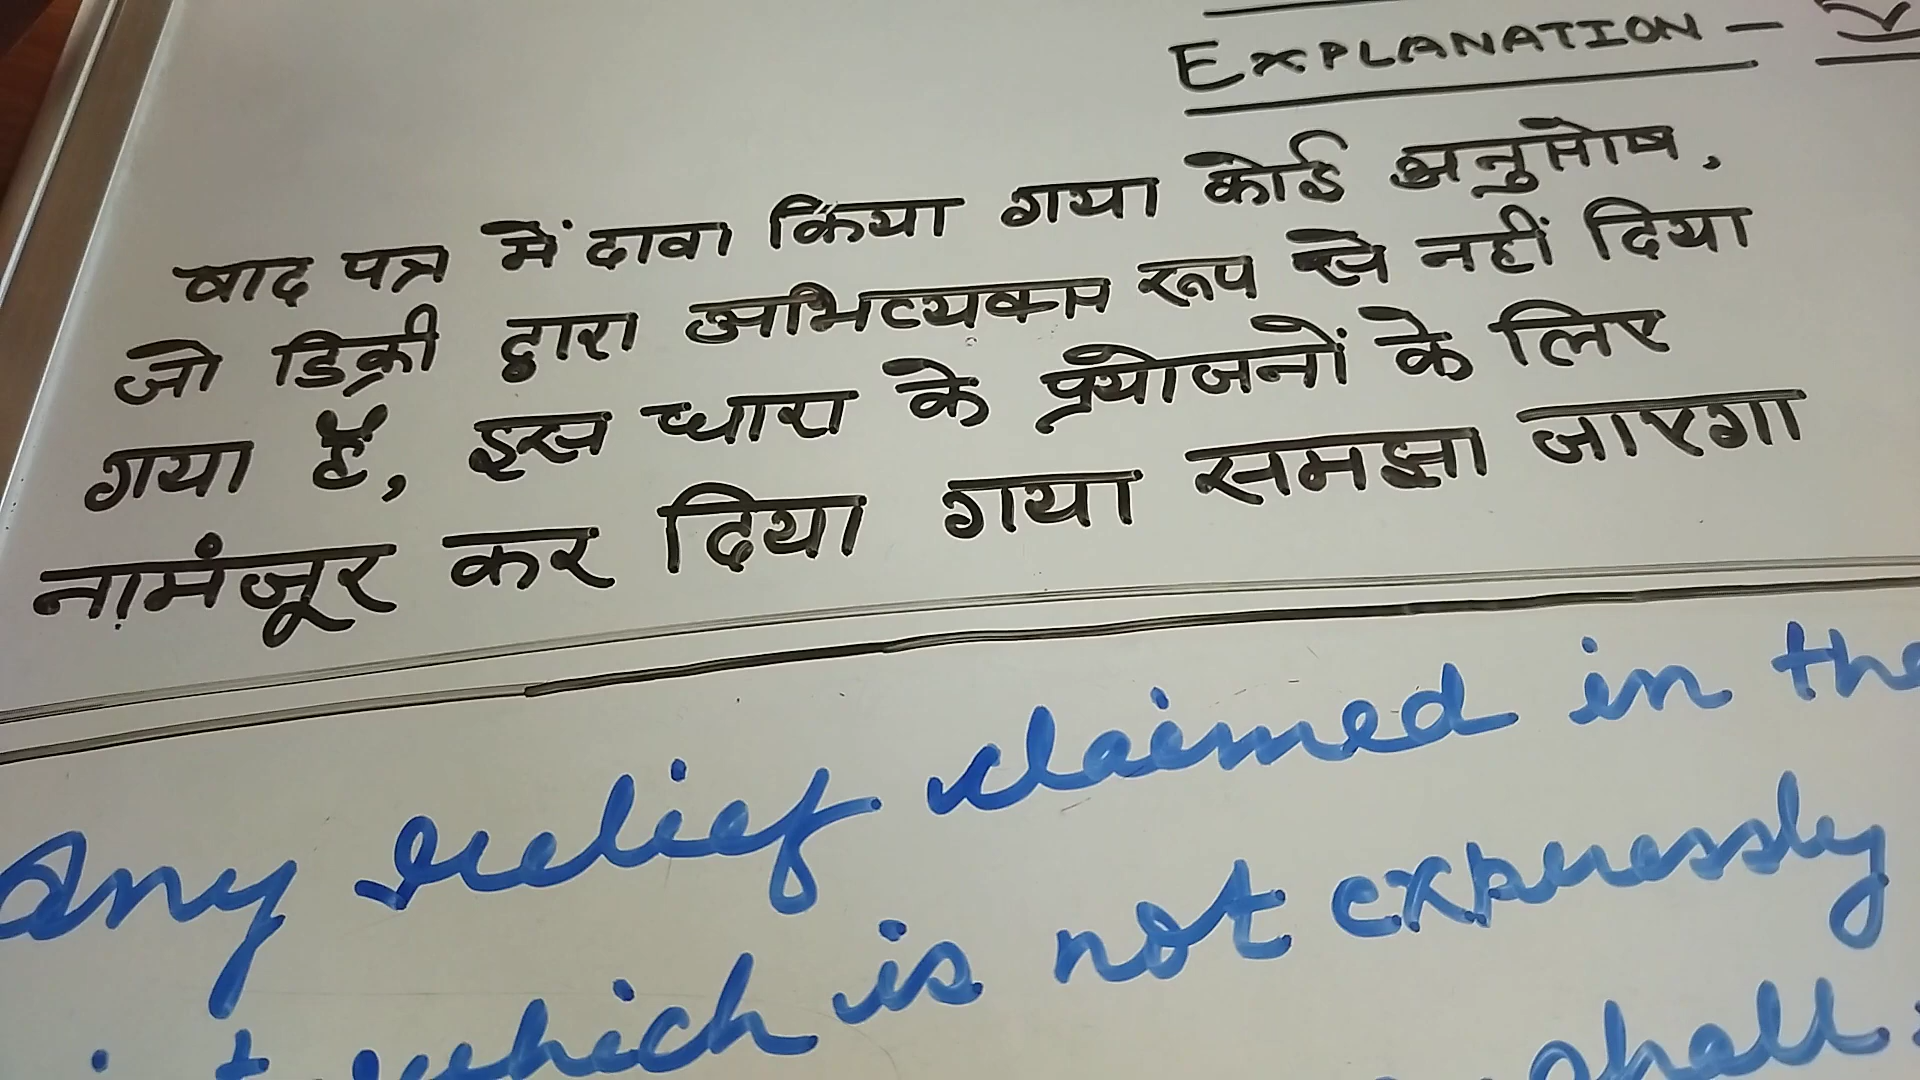 EXPLANATION - V
वाद पत्र में दावा किया गया कोई अनुतोष,
जो डिक्री द्वारा अभिव्यक्त रूप से नहीं दिया
गया है, इस धारा के प्रयोजनों के लिए
नामंजूर कर दिया गया समझा जाएगा
Any relief claimed in the
which is not expressly
shall